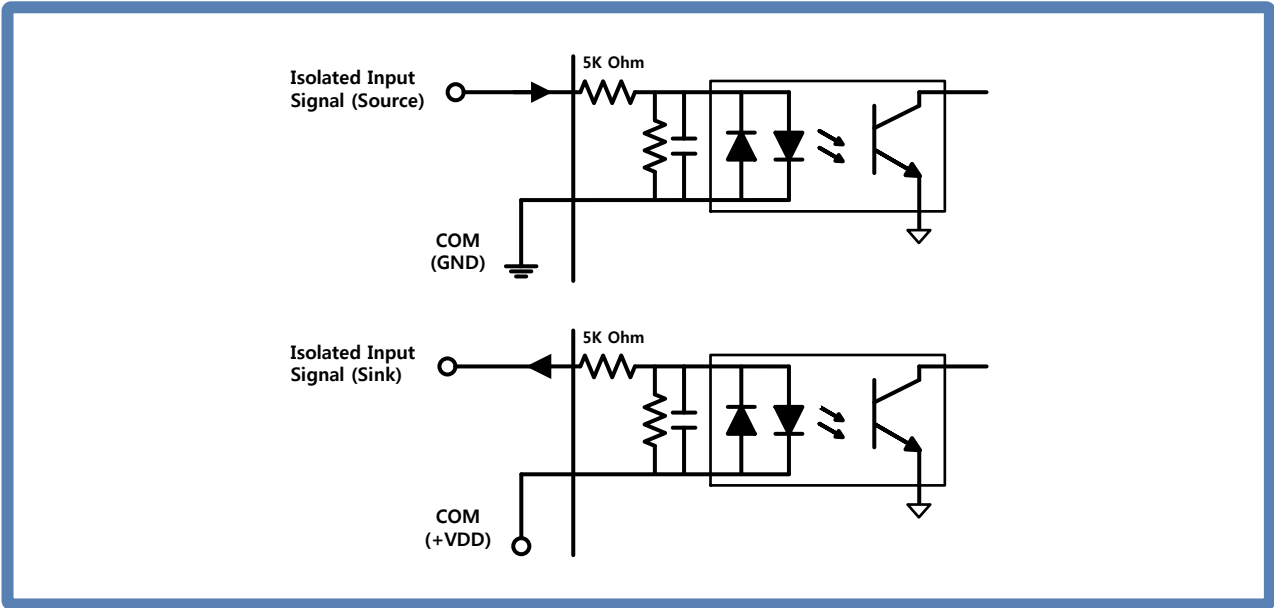 5K Ohm
Isolated Input
Signal (Source)
COM
(GND)
5K Ohm
Isolated Input
Signal (Sink)
COM
(+VDD)